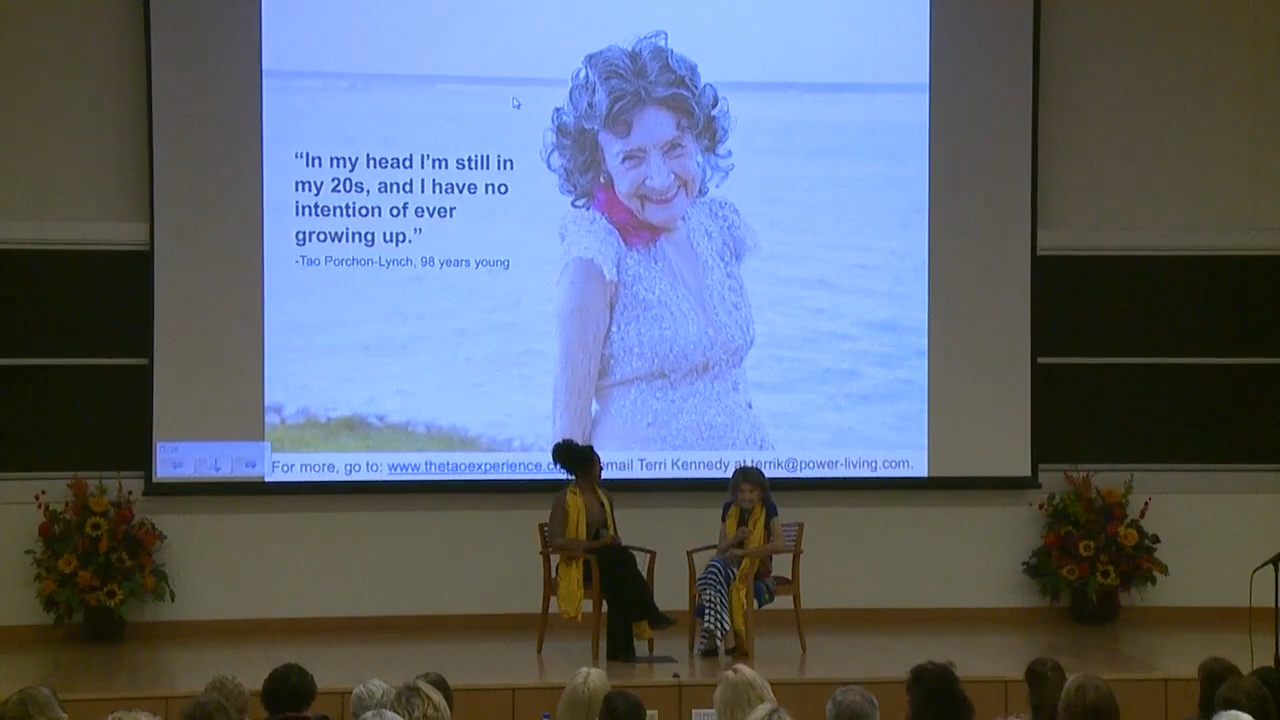 “In my head I’m still in
my 20s, and I have no
intention of ever
growing up.”
-Tao Porchon-Lynch, 98 years young
For more, go to: www.thetaoexperience.c email Terri Kennedy at terrik@power-living.com.